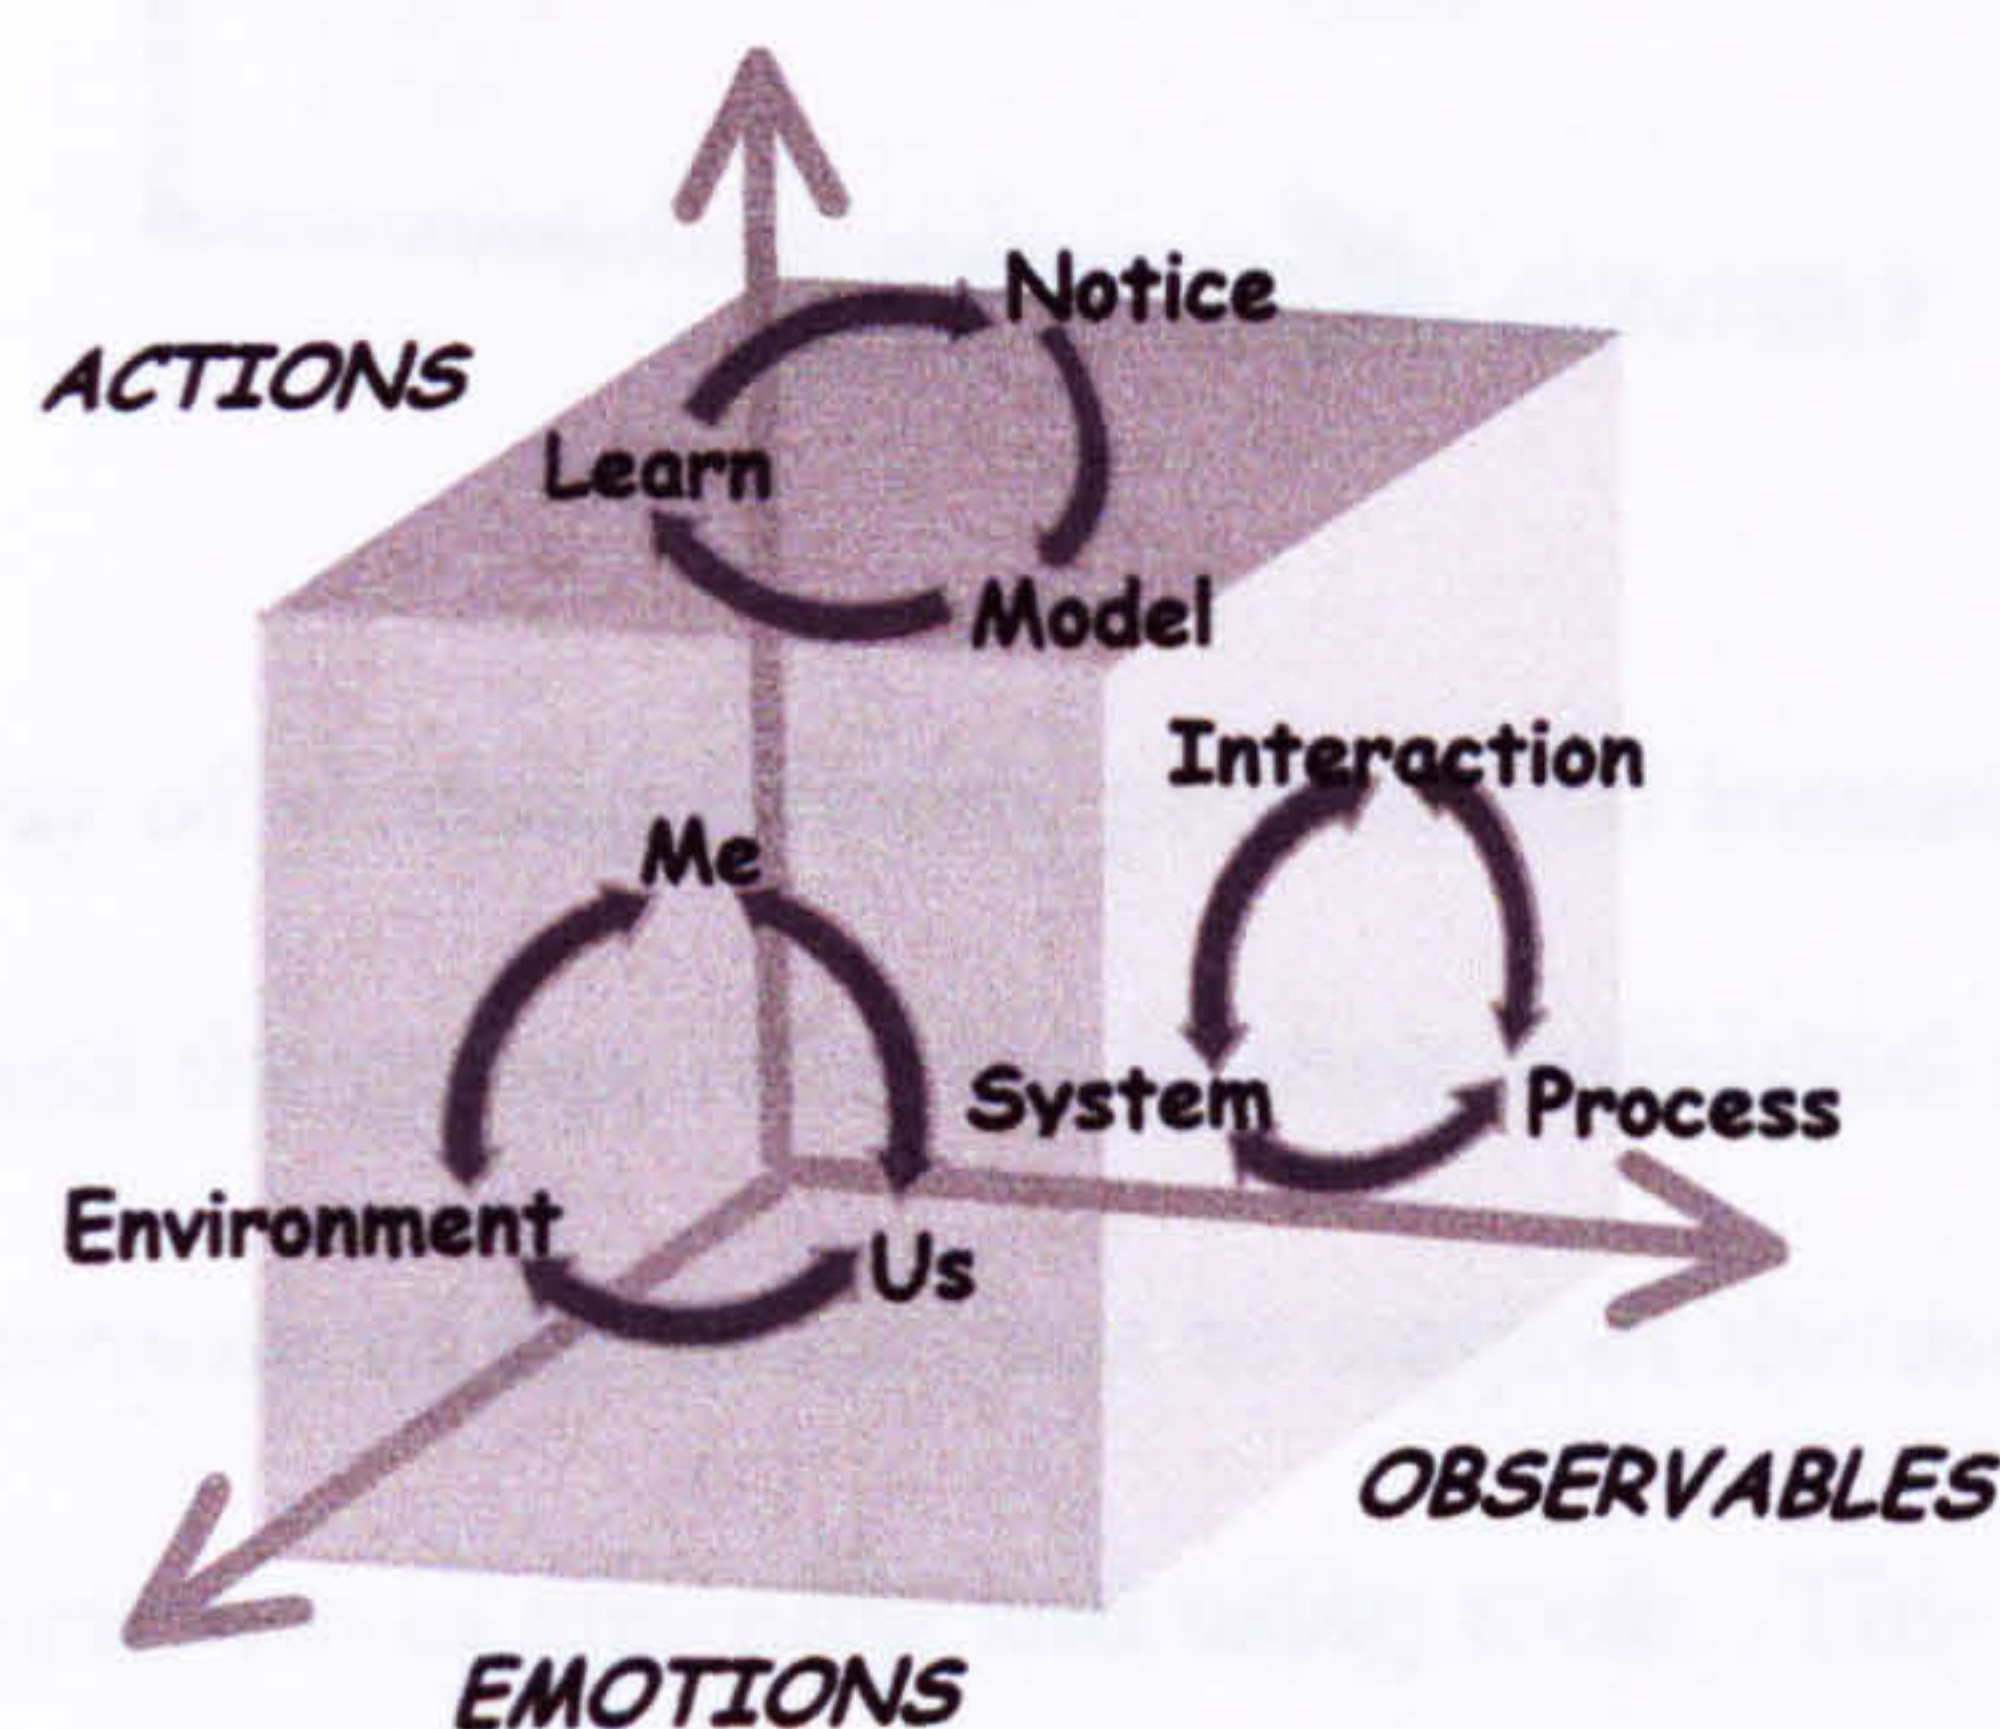 Notice
ACTIONS
Learn
Model
Interaction
Me
System
Process
Environment
Us
OBSERVABLES
EMOTIONS